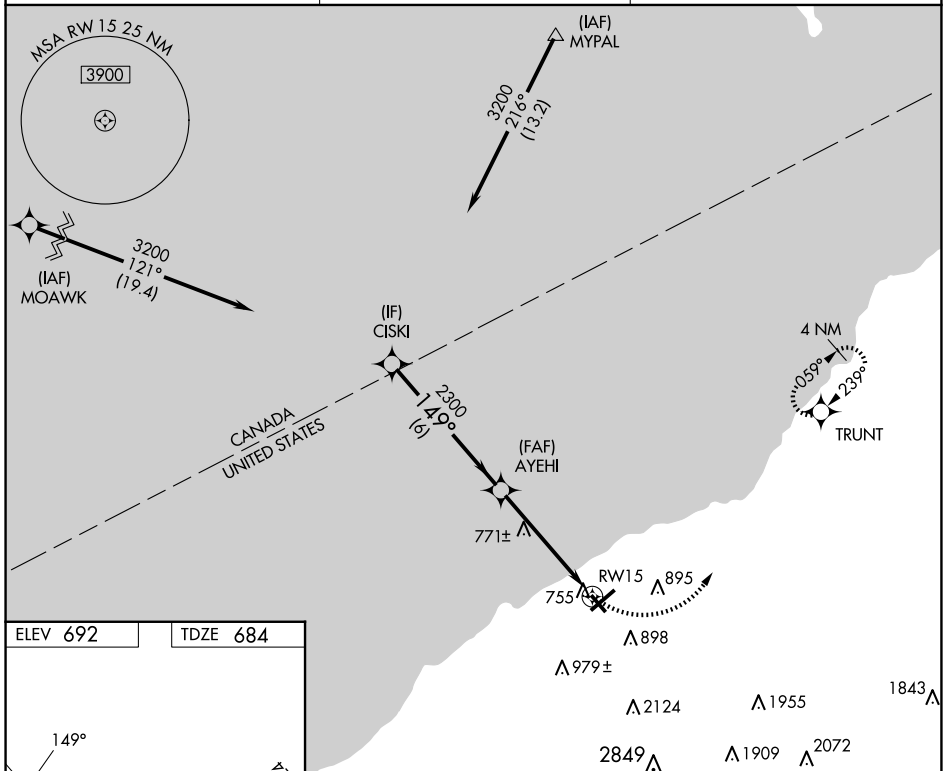 MSA RW 15 25 NM
3900
(IAF)
MYPAL
3200
216°
(13.2)
3200
121°
(19.4)
(IAF)
MOAWK
(IF)
CISKI
4 NM
059°
239°
TRUNT
2300
149°
(6)
CANADA
UNITED STATES
(FAF)
AYEHI
771±
755
RW15
895
898
979±
2124
1955
1843
2849
1909
2072
ELEV 692
TDZE 684
149°